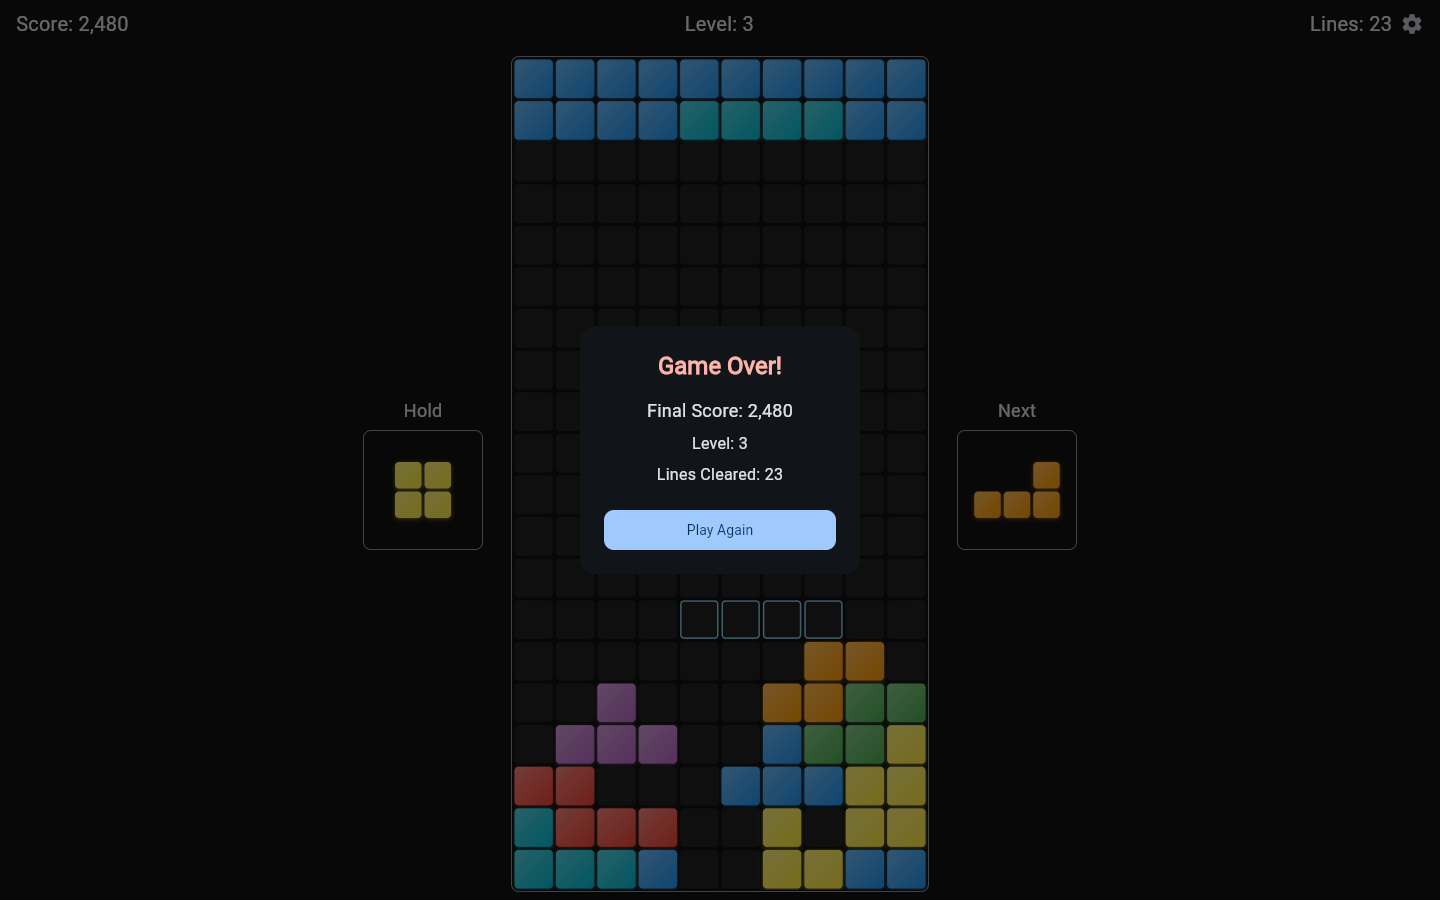 Score: 2,480
Level: 3
Lines: 23
Hold
Next
Game Over!
Final Score: 2,480
Level: 3
Lines Cleared: 23
Play Again